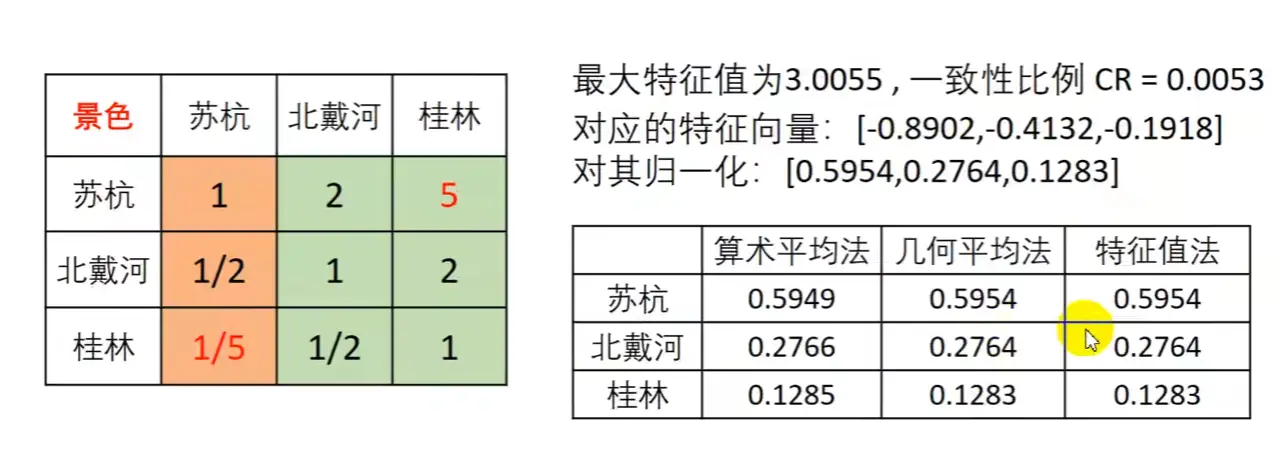 景色 苏杭 北戴河 桂林
苏杭 1 2 5
北戴河 1/2 1 2
桂林 1/5 1/2 1
最大特征值为3.0055 , 一致性比例 CR = 0.0053
对应的特征向量：[-0.8902,-0.4132,-0.1918]
对其归一化：[0.5954,0.2764,0.1283]
算术平均法 几何平均法 特征值法
苏杭 0.5949 0.5954 0.5954
北戴河 0.2766 0.2764 0.2764
桂林 0.1285 0.1283 0.1283